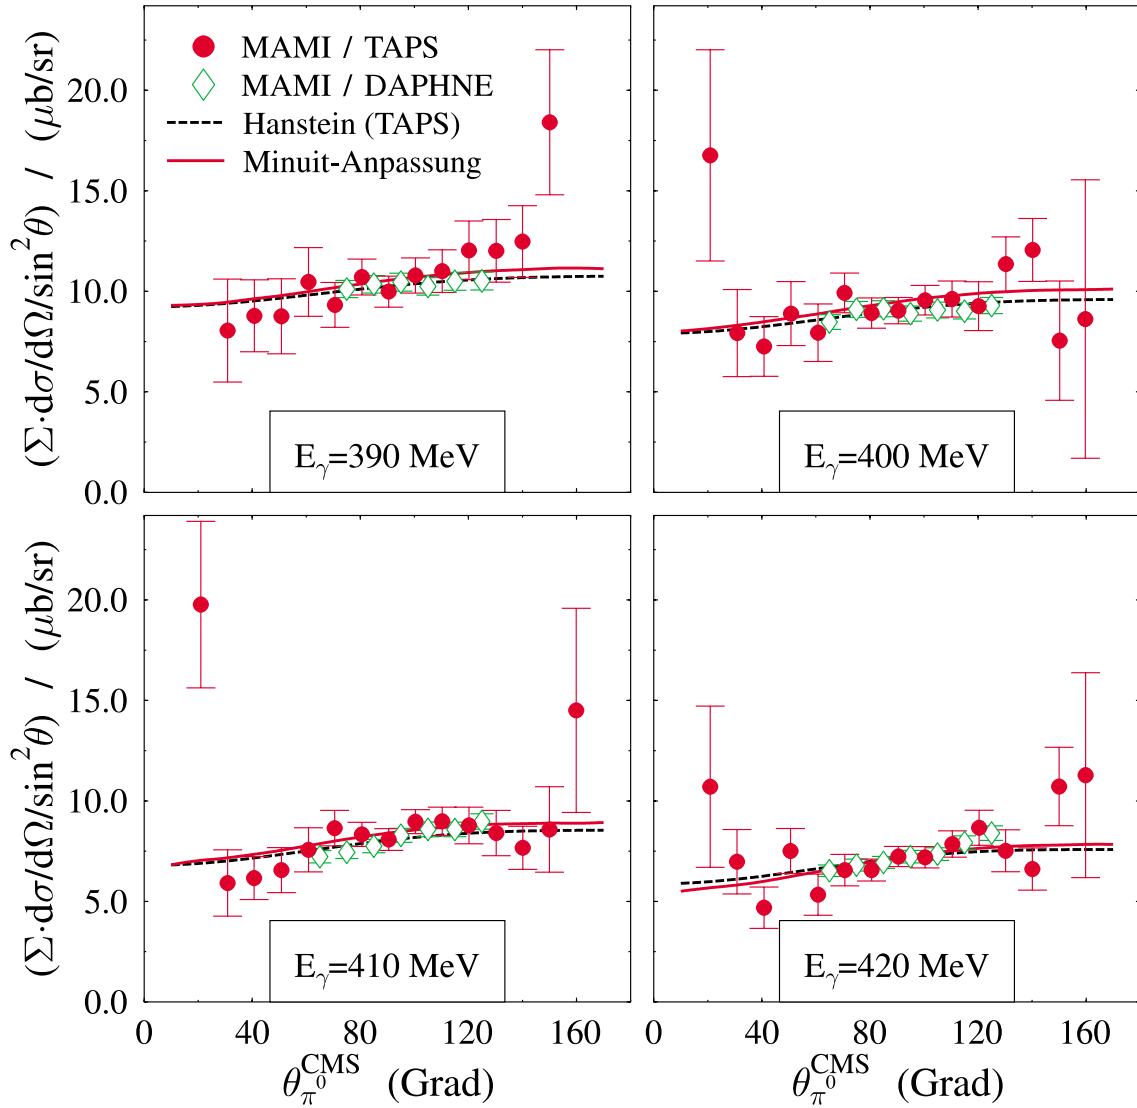 MAMI / TAPS
MAMI / DAPHNE
Hanstein (TAPS)
Minuit-Anpassung
(Σ·dσ/dΩ/sin²θ) / (μb/sr)
20.0
15.0
10.0
5.0
0.0
E_γ=390 MeV
E_γ=400 MeV
(Σ·dσ/dΩ/sin²θ) / (μb/sr)
20.0
15.0
10.0
5.0
0.0
E_γ=410 MeV
E_γ=420 MeV
0 40 80 120 160
0 40 80 120 160
θ_π⁰^CMS (Grad)
θ_π⁰^CMS (Grad)